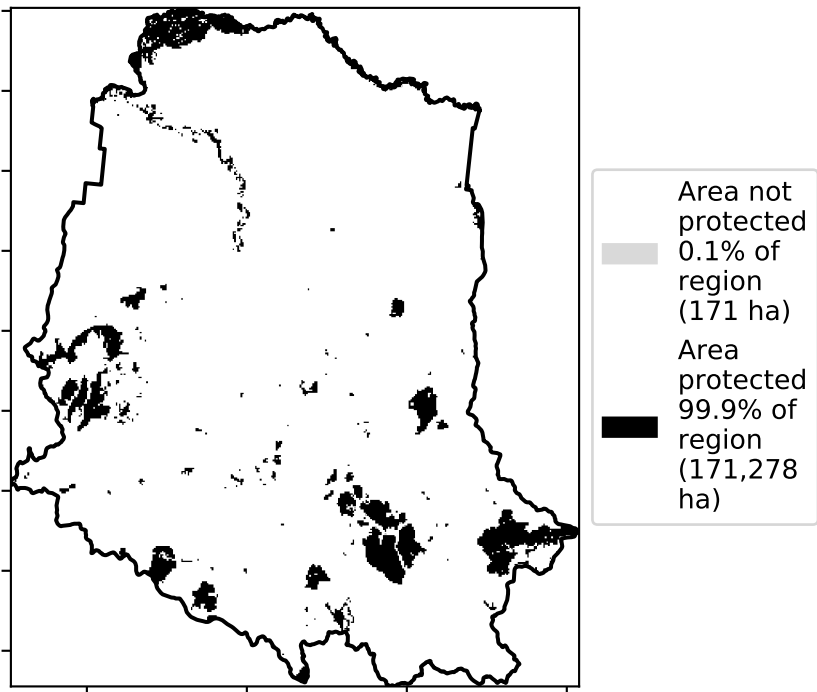 Area not
protected
0.1% of
region
(171 ha)
Area
protected
99.9% of
region
(171,278
ha)